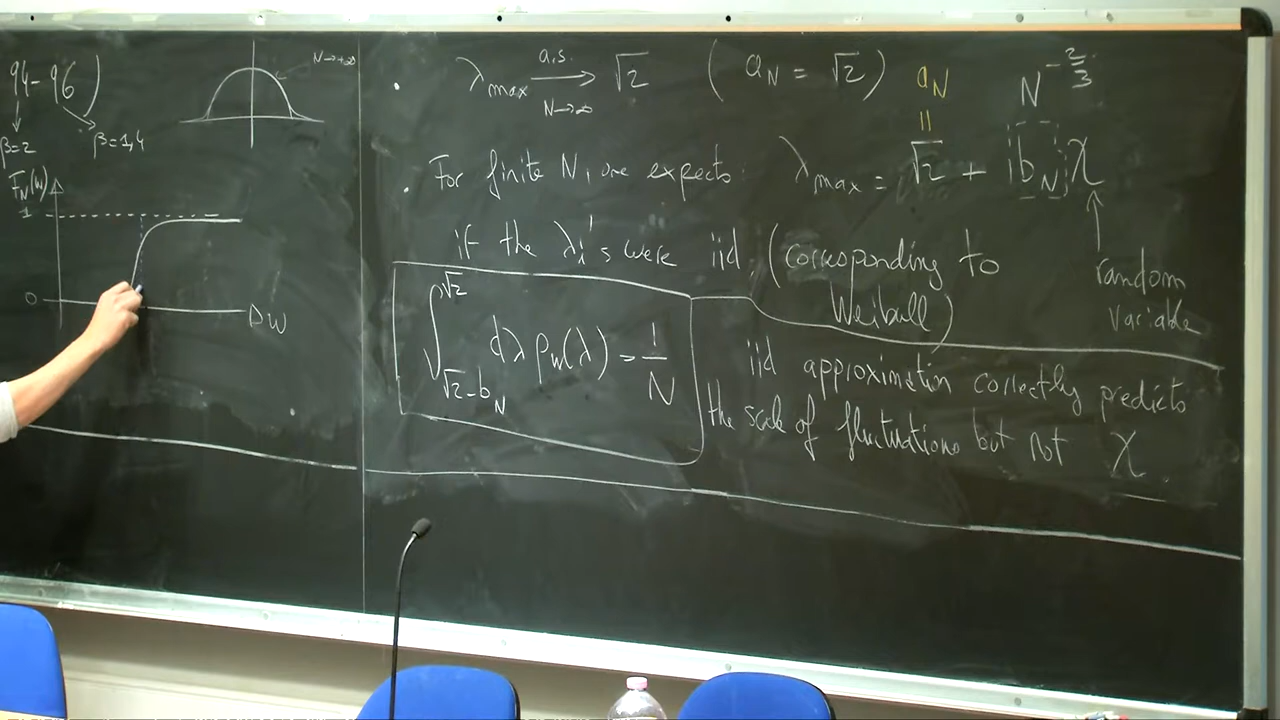 94-96)
β=2
β=1,4
N→+∞
F_N(w)
1
0
w
• λ_max a.s. → N→∞ √2 ( a_N = √2 )
a_N
=
N^{-2/3}
• For finite N, one expects: λ_max = √2 + b_N χ
random
variable
if the λ_i's were iid, (corresponding to
Weibull)
∫_{√2-b_N}^{√2} dλ ρ_W(λ) = 1/N
iid approximation correctly predicts
the scale of fluctuations but not χ.